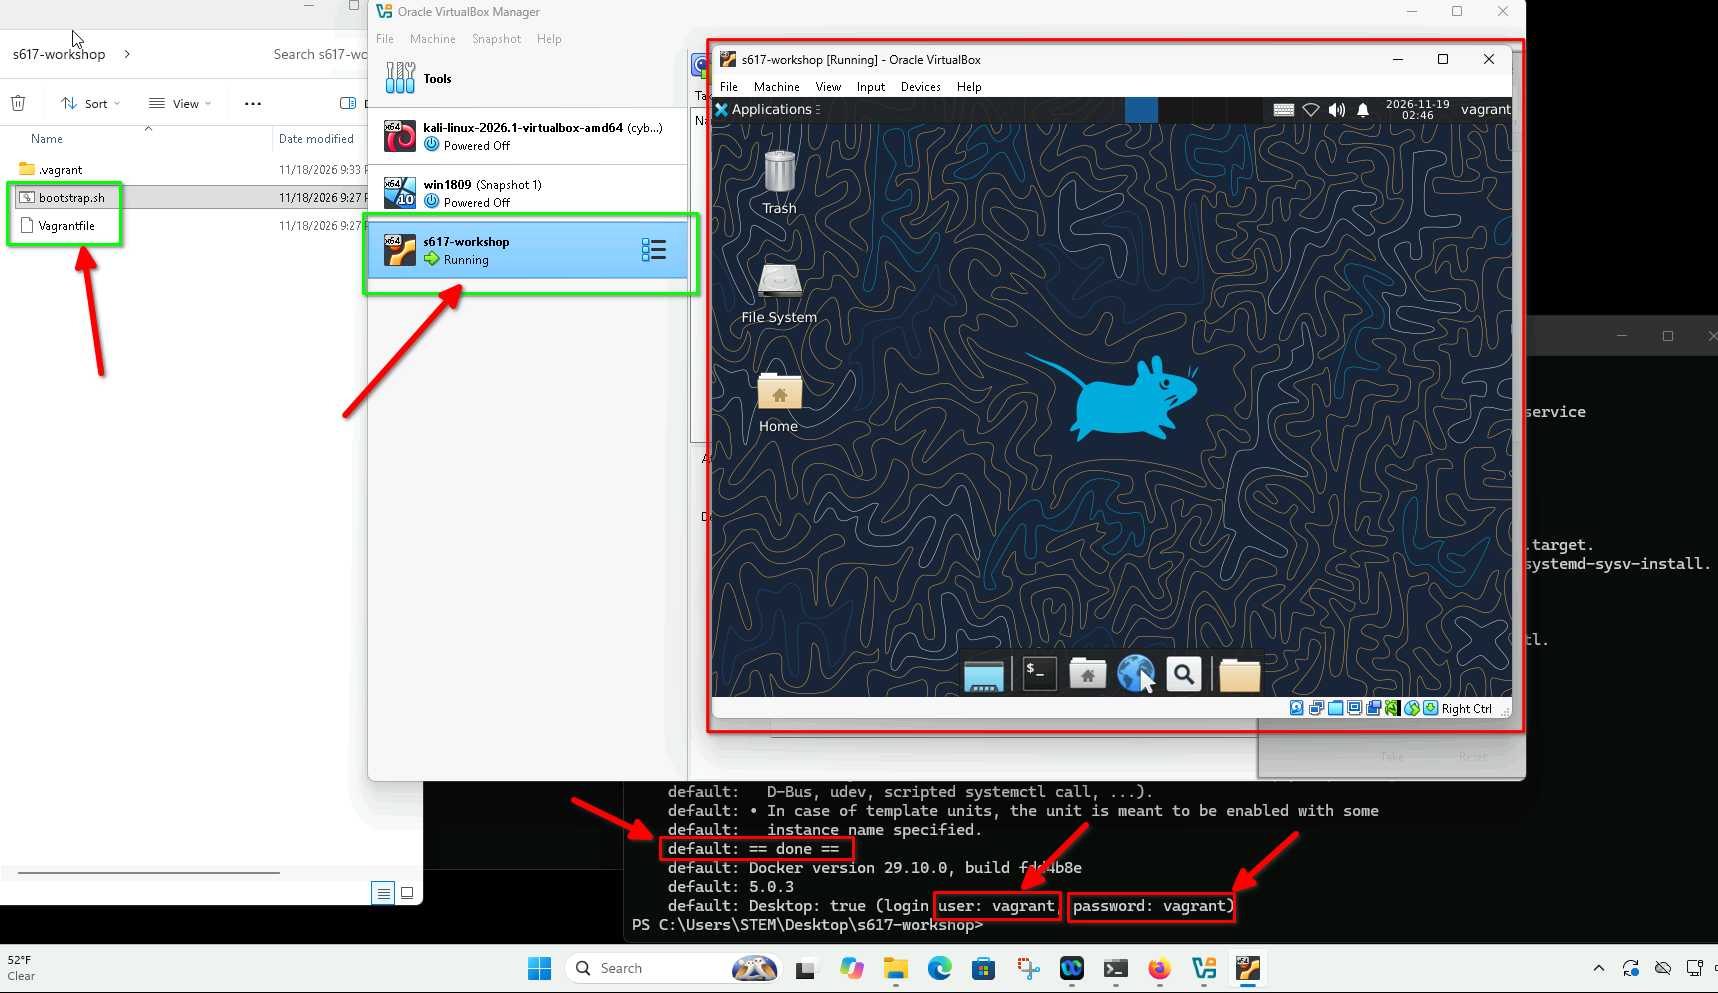 s617-workshop
Search s617-wo
Sort
View
Name
Date modified
.vagrant
11/18/2026 9:33
bootstrap.sh
11/18/2026 9:27
Vagrantfile
11/18/2026 9:27
Oracle VirtualBox Manager
File Machine Snapshot Help
Tools
kali-linux-2026.1-virtualbox-amd64 (cyb...)
Powered Off
win1809 (Snapshot 1)
Powered Off
s617-workshop
Running
s617-workshop [Running] - Oracle VirtualBox
File Machine View Input Devices Help
Applications
2026-11-19
02:46
vagrant
Trash
File System
Home
Right Ctrl
Take
Reset
service
.target.
systemd-sysv-install.
default: D-Bus, udev, scripted systemctl call, ...).
default: • In case of template units, the unit is meant to be enabled with some
default: instance name specified.
default: == done ==
default: Docker version 29.10.0, build fdd4b8e
default: 5.0.3
default: Desktop: true (login user: vagrant, password: vagrant)
PS C:\Users\STEM\Desktop\s617-workshop>
52°F
Clear
Search